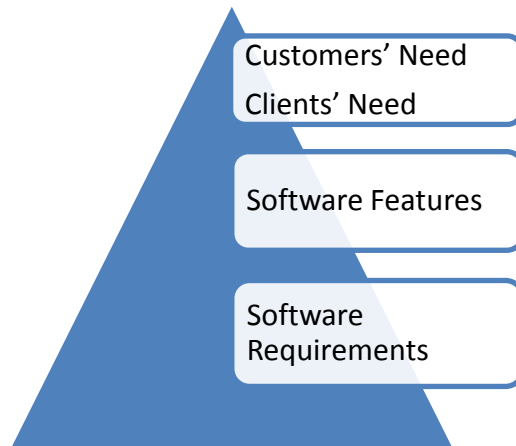 Customers’ Need
Clients’ Need
Software Features
Software
Requirements